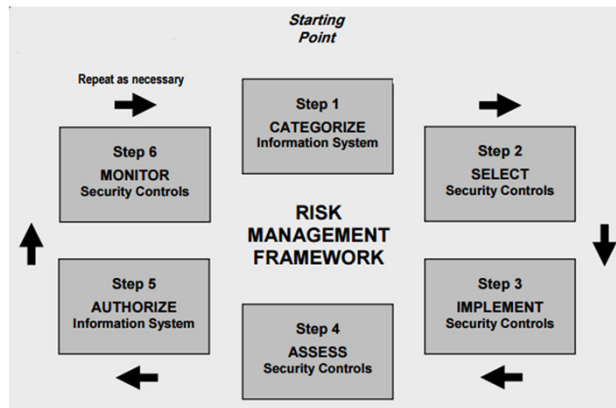 Starting
Point
Repeat as necessary
Step 1
CATEGORIZE
Information System
Step 2
SELECT
Security Controls
Step 3
IMPLEMENT
Security Controls
Step 4
ASSESS
Security Controls
Step 5
AUTHORIZE
Information System
Step 6
MONITOR
Security Controls
RISK
MANAGEMENT
FRAMEWORK